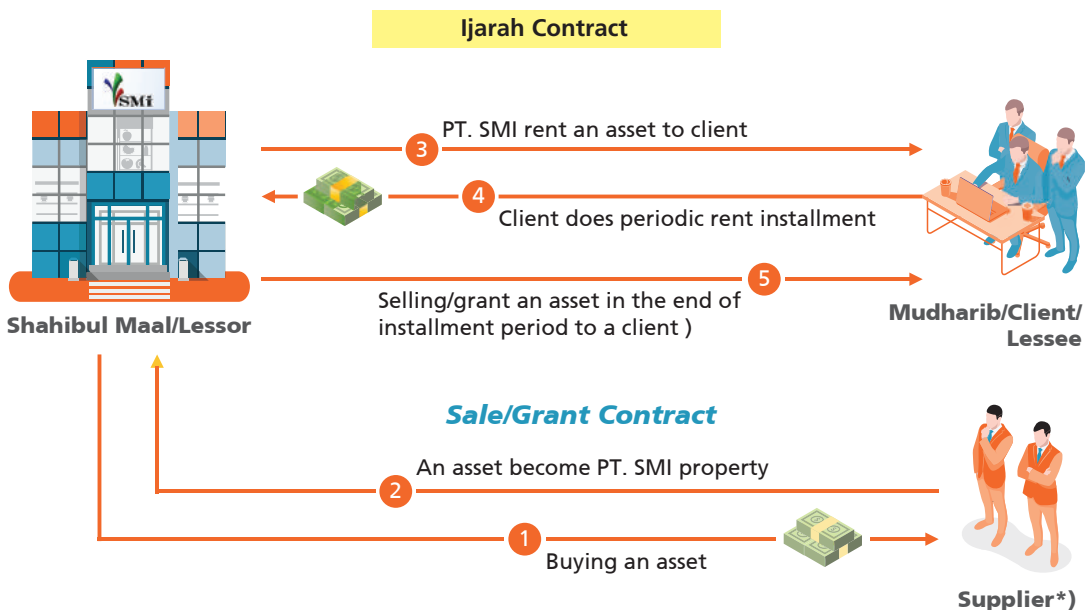 Ijarah Contract
SMi
PT. SMI rent an asset to client
3
4
Client does periodic rent installment
5
Selling/grant an asset in the end of
installment period to a client )
Shahibul Maal/Lessor
Mudharib/Client/
Lessee
Sale/Grant Contract
An asset become PT. SMI property
2
1
Buying an asset
Supplier*)